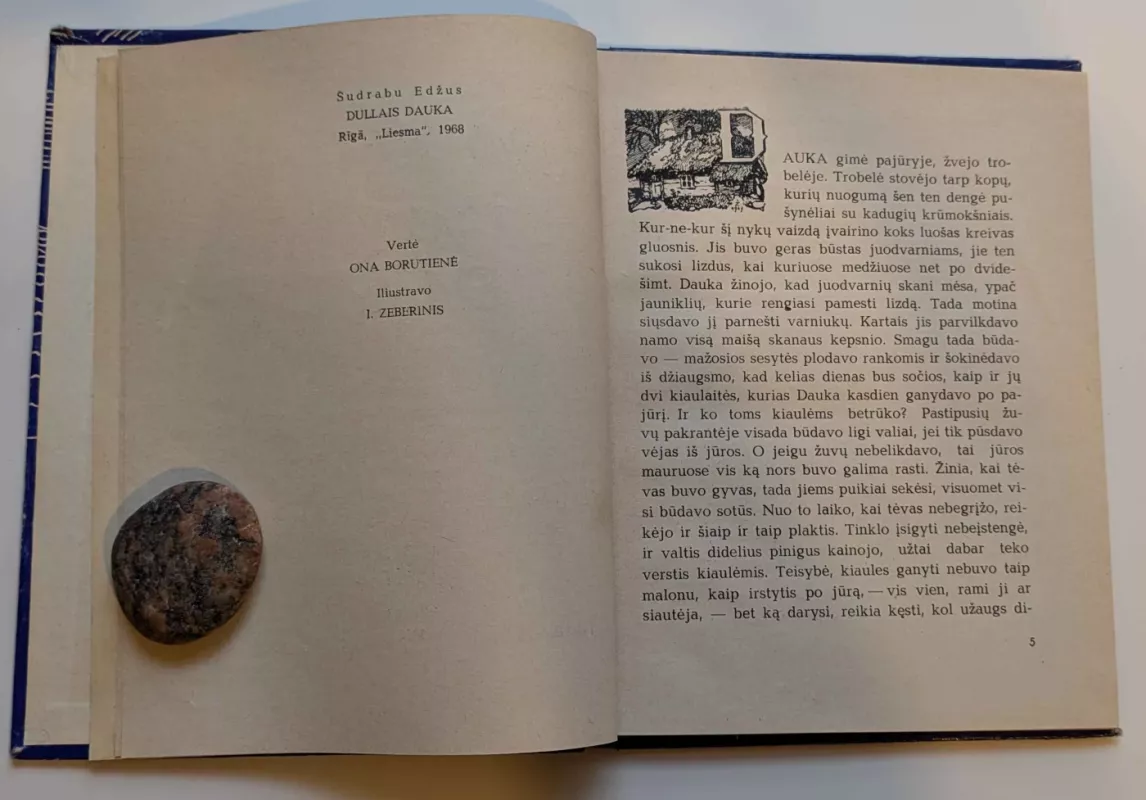 Sudrabu Edžus
DULLAIS DAUKA
Rīgā, „Liesma", 1968
Vertė
ONA BORUTIENĖ
Iliustravo
I. ZEBERINIS
DAUKA gimė pajūryje, žvejo tro-
belėje. Trobelė stovėjo tarp kopų,
kurių nuogumą šen ten dengė pu-
šynėliai su kadugių krūmokšniais.
Kur-ne-kur šį nykų vaizdą įvairino koks luošas kreivas
gluosnis. Jis buvo geras būstas juodvarniams, jie ten
sukosi lizdus, kai kuriuose medžiuose net po dvide-
šimt. Dauka žinojo, kad juodvarnių skani mėsa, ypač
jauniklių, kurie rengiasi pamesti lizdą. Tada motina
siųsdavo jį parnešti varniukų. Kartais jis parvilkdavo
namo visą maišą skanaus kepsnio. Smagu tada būda-
vo — mažosios sesytės plodavo rankomis ir šokinėdavo
iš džiaugsmo, kad kelias dienas bus sočios, kaip ir jų
dvi kiaulaitės, kurias Dauka kasdien ganydavo po pa-
jūrį. Ir ko toms kiaulėms betrūko? Pastipusių žu-
vų pakrantėje visada būdavo ligi valiai, jei tik pūsdavo
vėjas iš jūros. O jeigu žuvų nebelikdavo, tai jūros
mauruose vis ką nors buvo galima rasti. Žinia, kai tė-
vas buvo gyvas, tada jiems puikiai sekėsi, visuomet vi-
si būdavo sotūs. Nuo to laiko, kai tėvas nebegrįžo, rei-
kėjo ir šiaip ir taip plaktis. Tinklo įsigyti nebeįstengė,
ir valtis didelius pinigus kainojo, užtai dabar teko
verstis kiaulėmis. Teisybė, kiaules ganyti nebuvo taip
malonu, kaip irstytis po jūrą, — vis vien, rami ji ar
siautėja, — bet ką darysi, reikia kęsti, kol užaugs di-
5